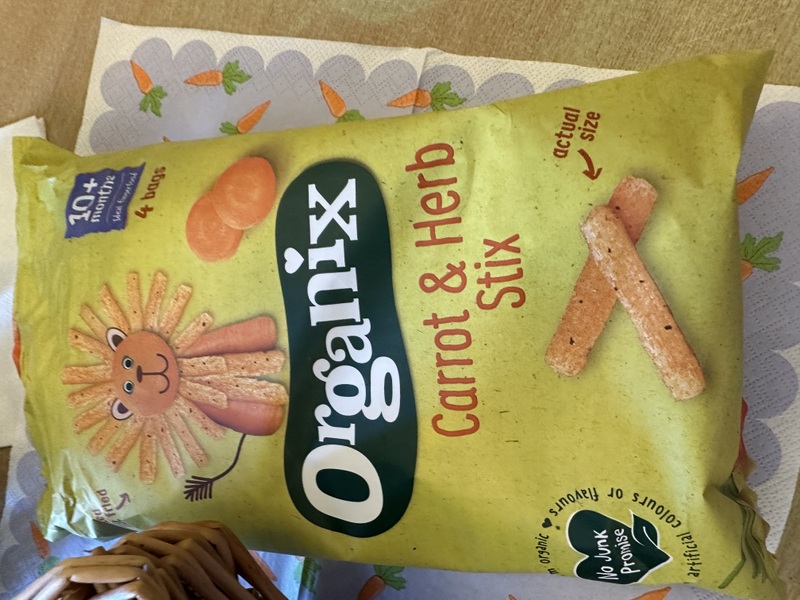 10+
months
4 bags
Organix
Carrot & Herb
Stix
actual
size
No Junk
Promise
organic
artificial colours or flavours